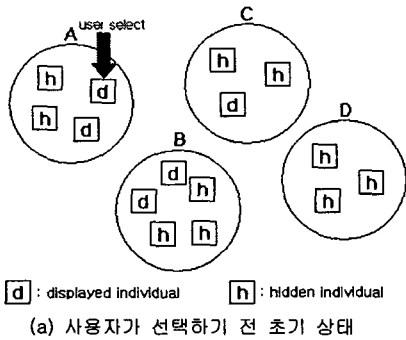 user select
A
h
d
h
d
C
h
h
d
B
d
h
d
h
h
D
h
h
h
d : displayed individual
h : hidden individual
(a) 사용자가 선택하기 전 초기 상태